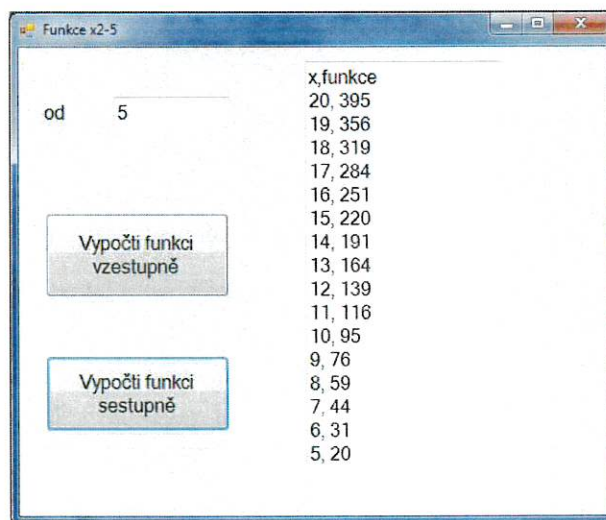 Funkce x2-5
od 5
Vypočti funkci
vzestupně
Vypočti funkci
sestupně
x,funkce
20, 395
19, 356
18, 319
17, 284
16, 251
15, 220
14, 191
13, 164
12, 139
11, 116
10, 95
9, 76
8, 59
7, 44
6, 31
5, 20